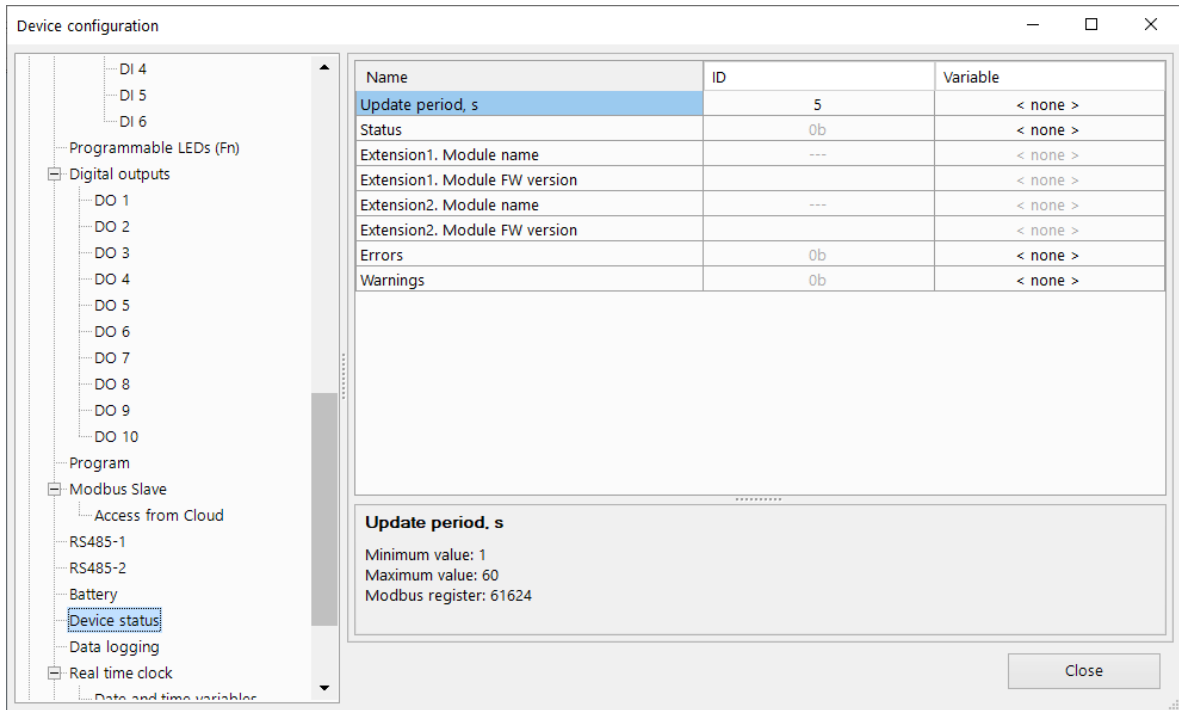 Device configuration
DI 4
DI 5
DI 6
Programmable LEDs (Fn)
Digital outputs
DO 1
DO 2
DO 3
DO 4
DO 5
DO 6
DO 7
DO 8
DO 9
DO 10
Program
Modbus Slave
Access from Cloud
RS485-1
RS485-2
Battery
Device status
Data logging
Real time clock
Date and time variables
Name ID Variable
Update period, s 5 < none >
Status 0b < none >
Extension1. Module name --- < none >
Extension1. Module FW version < none >
Extension2. Module name --- < none >
Extension2. Module FW version < none >
Errors 0b < none >
Warnings 0b < none >
Update period, s
Minimum value: 1
Maximum value: 60
Modbus register: 61624
Close